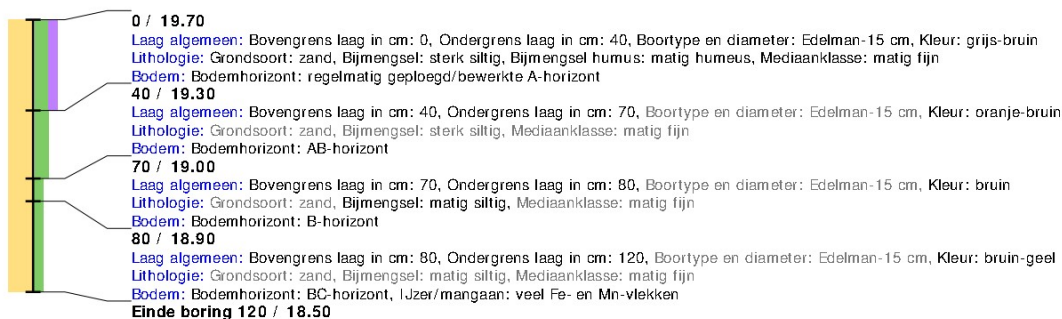 0 / 19.70
Laag algemeen: Bovengrens laag in cm: 0, Ondergrens laag in cm: 40, Boortype en diameter: Edelman-15 cm, Kleur: grijs-bruin
Lithologie: Grondsoort: zand, Bijmengsel: sterk siltig, Bijmengsel humus: matig humeus, Mediaanklasse: matig fijn
Bodem: Bodemhorizont: regelmatig geploegd/bewerkte A-horizont
40 / 19.30
Laag algemeen: Bovengrens laag in cm: 40, Ondergrens laag in cm: 70, Boortype en diameter: Edelman-15 cm, Kleur: oranje-bruin
Lithologie: Grondsoort: zand, Bijmengsel: sterk siltig, Mediaanklasse: matig fijn
Bodem: Bodemhorizont: AB-horizont
70 / 19.00
Laag algemeen: Bovengrens laag in cm: 70, Ondergrens laag in cm: 80, Boortype en diameter: Edelman-15 cm, Kleur: bruin
Lithologie: Grondsoort: zand, Bijmengsel: matig siltig, Mediaanklasse: matig fijn
Bodem: Bodemhorizont: B-horizont
80 / 18.90
Laag algemeen: Bovengrens laag in cm: 80, Ondergrens laag in cm: 120, Boortype en diameter: Edelman-15 cm, Kleur: bruin-geel
Lithologie: Grondsoort: zand, Bijmengsel: matig siltig, Mediaanklasse: matig fijn
Bodem: Bodemhorizont: BC-horizont, IJzer/mangaan: veel Fe- en Mn-vlekken
Einde boring 120 / 18.50